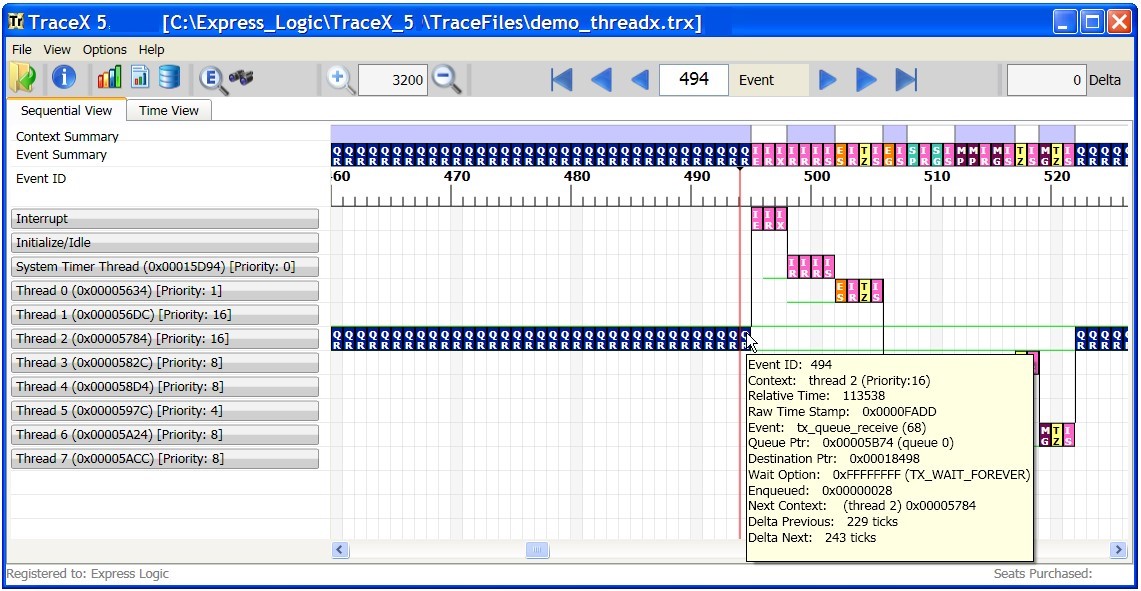 TraceX 5. [C:\Express_Logic\TraceX_5 \TraceFiles\demo_threadx.trx]
File View Options Help
3200 494 Event 0 Delta
Sequential View Time View
Context Summary
Event Summary
Event ID
460 470 480 490 500 510 520
Interrupt
Initialize/Idle
System Timer Thread (0x00015D94) [Priority: 0]
Thread 0 (0x00005634) [Priority: 1]
Thread 1 (0x000056DC) [Priority: 16]
Thread 2 (0x00005784) [Priority: 16]
Thread 3 (0x0000582C) [Priority: 8]
Thread 4 (0x000058D4) [Priority: 8]
Thread 5 (0x0000597C) [Priority: 4]
Thread 6 (0x00005A24) [Priority: 8]
Thread 7 (0x00005ACC) [Priority: 8]
Event ID: 494
Context: thread 2 (Priority:16)
Relative Time: 113538
Raw Time Stamp: 0x0000FADD
Event: tx_queue_receive (68)
Queue Ptr: 0x00005B74 (queue 0)
Destination Ptr: 0x00018498
Wait Option: 0xFFFFFFFF (TX_WAIT_FOREVER)
Enqueued: 0x00000028
Next Context: (thread 2) 0x00005784
Delta Previous: 229 ticks
Delta Next: 243 ticks
Registered to: Express Logic
Seats Purchased: